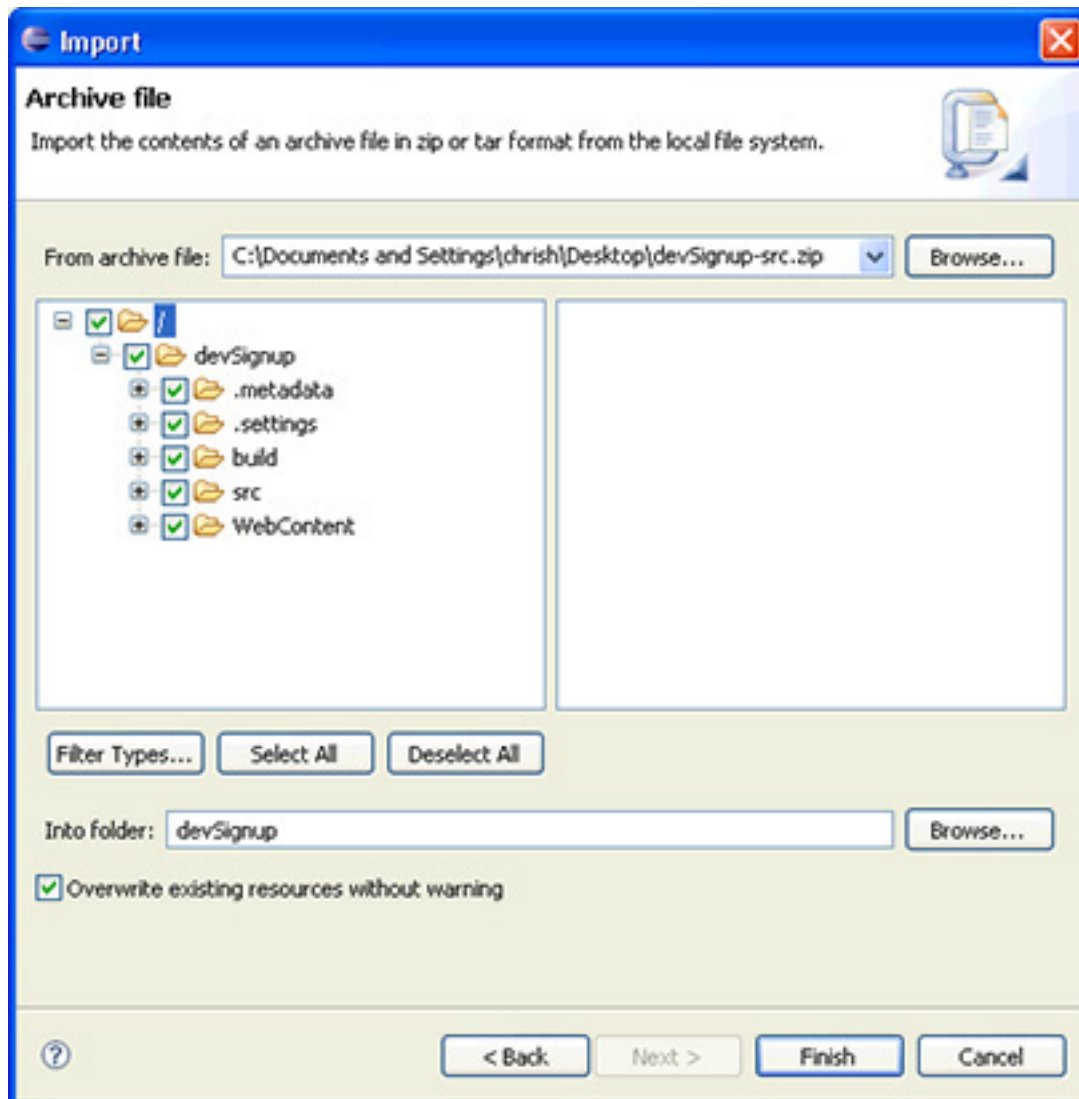 Import
Archive file
Import the contents of an archive file in zip or tar format from the local file system.
From archive file: C:\Documents and Settings\chrish\Desktop\devSignup-src.zip Browse...
/
devSignup
.metadata
.settings
build
src
WebContent
Filter Types... Select All Deselect All
Into folder: devSignup Browse...
Overwrite existing resources without warning
? < Back Next > Finish Cancel